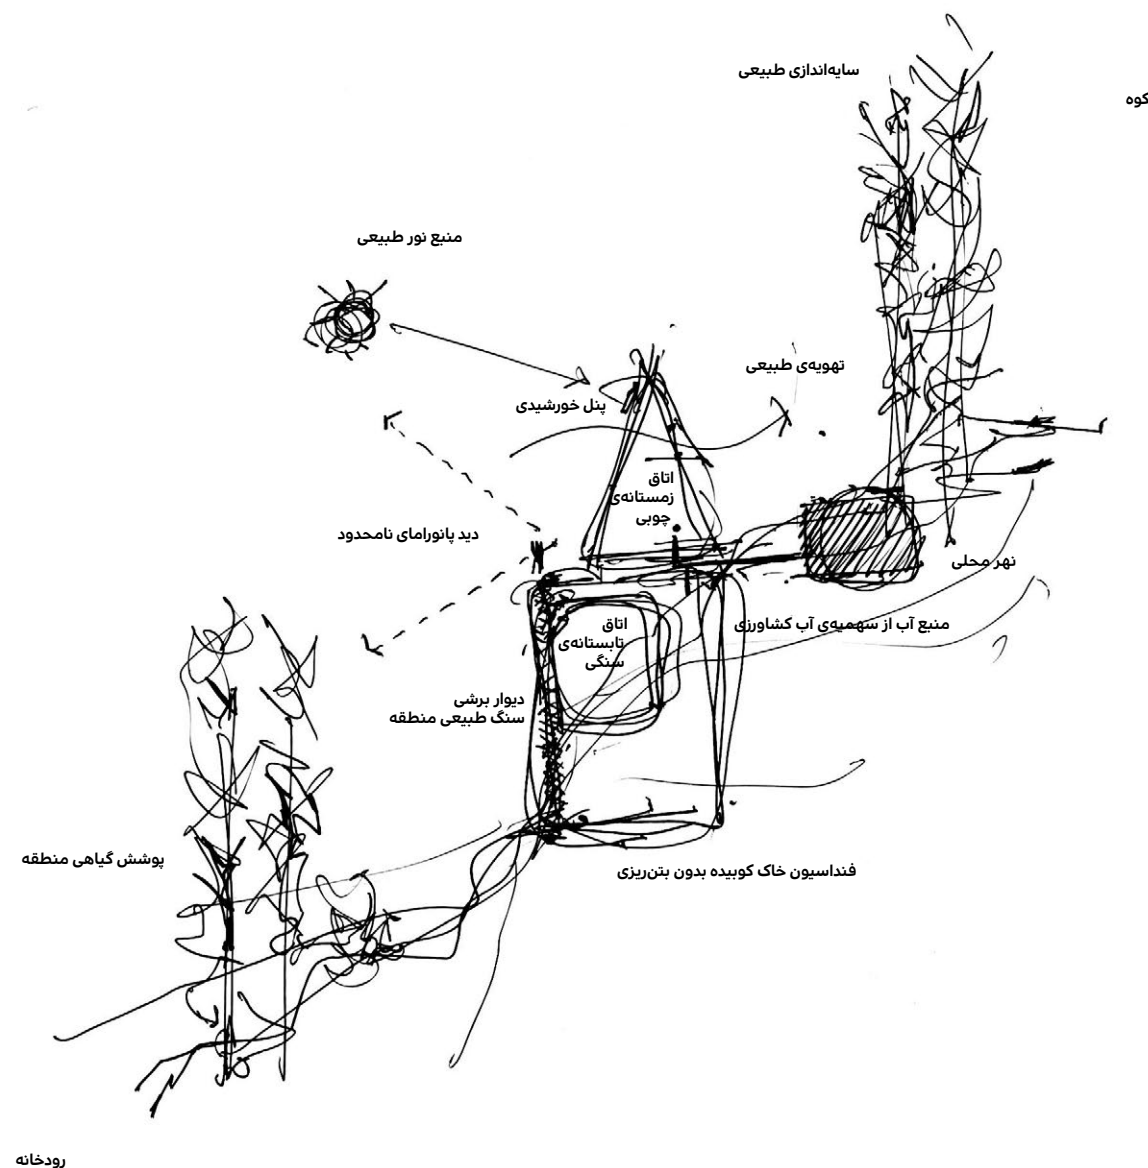 سایه‌اندازی طبیعی
کوه
منبع نور طبیعی
تهویه‌ی طبیعی
پنل خورشیدی
اتاق
زمستانه‌ی
چوبی
دید پانورامای نامحدود
نهر محلی
منبع آب از سهمیه‌ی آب کشاورزی
اتاق
تابستانه‌ی
سنگی
دیوار برشی
سنگ طبیعی منطقه
پوشش گیاهی منطقه
فنداسیون خاک کوبیده بدون بتن‌ریزی
رودخانه